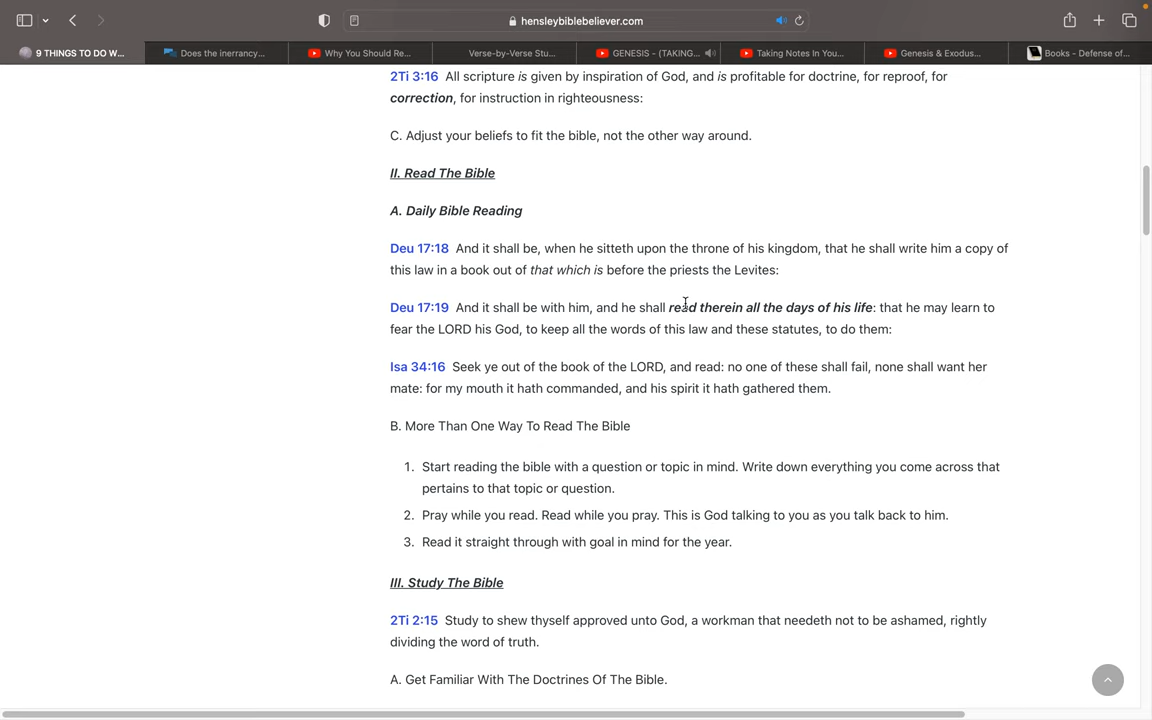 hensleybiblebeliever.com
9 THINGS TO DO W...
Does the inerrancy...
Why You Should Re...
Verse-by-Verse Stu...
GENESIS - (TAKING...
Taking Notes In You...
Genesis & Exodus...
Books - Defense of...
2Ti 3:16 All scripture is given by inspiration of God, and is profitable for doctrine, for reproof, for
correction, for instruction in righteousness:
C. Adjust your beliefs to fit the bible, not the other way around.
II. Read The Bible
A. Daily Bible Reading
Deu 17:18 And it shall be, when he sitteth upon the throne of his kingdom, that he shall write him a copy of
this law in a book out of that which is before the priests the Levites:
Deu 17:19 And it shall be with him, and he shall read therein all the days of his life: that he may learn to
fear the LORD his God, to keep all the words of this law and these statutes, to do them:
Isa 34:16 Seek ye out of the book of the LORD, and read: no one of these shall fail, none shall want her
mate: for my mouth it hath commanded, and his spirit it hath gathered them.
B. More Than One Way To Read The Bible
1. Start reading the bible with a question or topic in mind. Write down everything you come across that
pertains to that topic or question.
2. Pray while you read. Read while you pray. This is God talking to you as you talk back to him.
3. Read it straight through with goal in mind for the year.
III. Study The Bible
2Ti 2:15 Study to shew thyself approved unto God, a workman that needeth not to be ashamed, rightly
dividing the word of truth.
A. Get Familiar With The Doctrines Of The Bible.